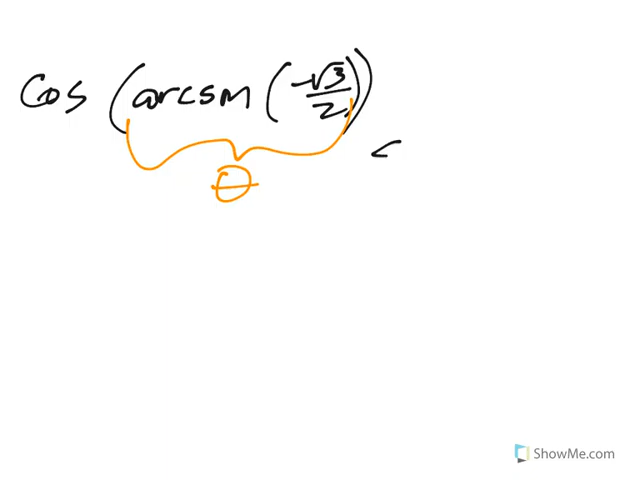 Cos (arcsin (-√3/2))
θ
ShowMe.com